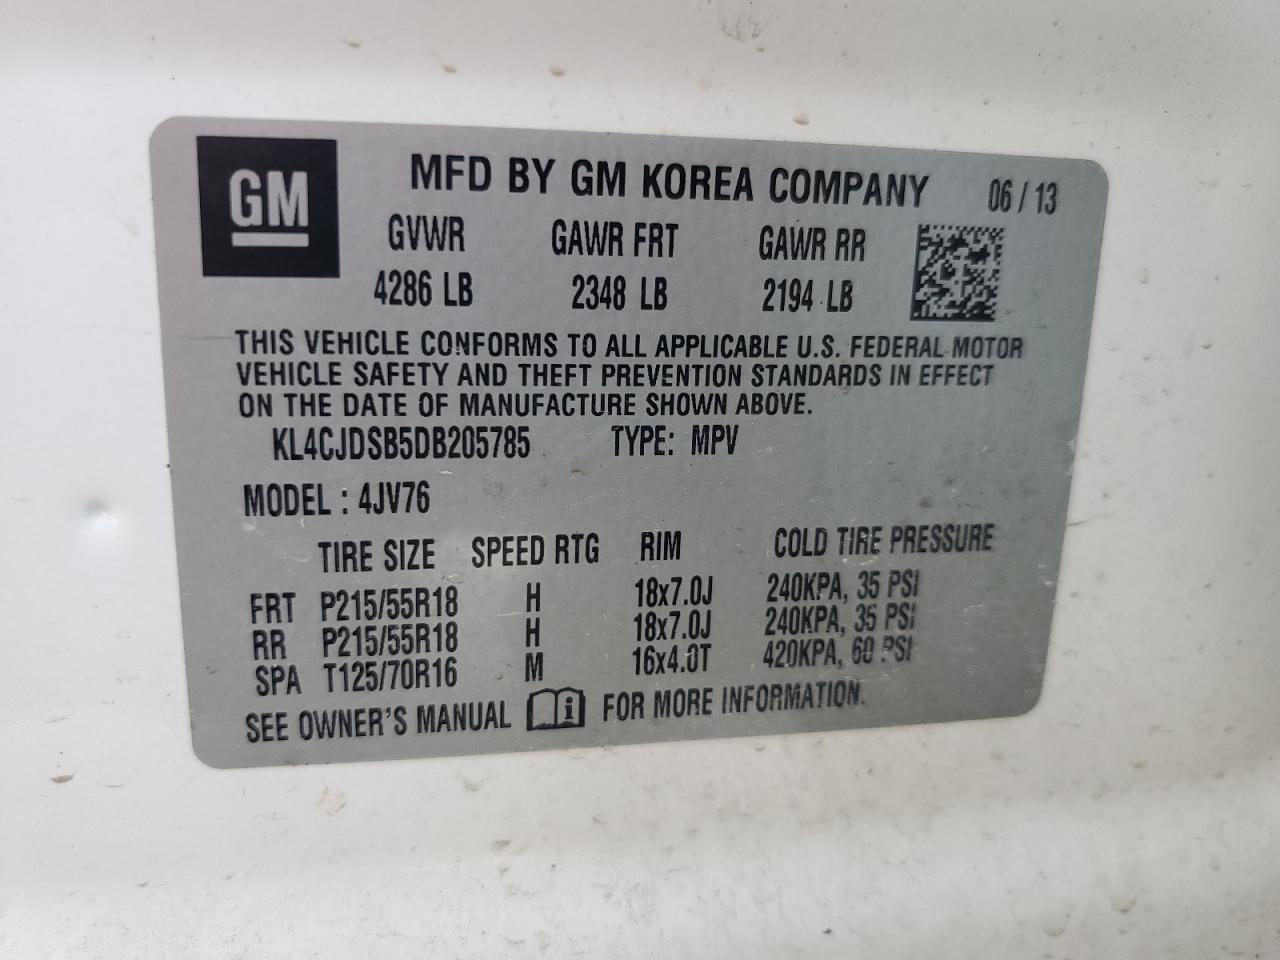 GM
MFD BY GM KOREA COMPANY 06 / 13
GVWR GAWR FRT GAWR RR
4286 LB 2348 LB 2194 LB
THIS VEHICLE CONFORMS TO ALL APPLICABLE U.S. FEDERAL MOTOR
VEHICLE SAFETY AND THEFT PREVENTION STANDARDS IN EFFECT
ON THE DATE OF MANUFACTURE SHOWN ABOVE.
KL4CJDSB5DB205785 TYPE: MPV
MODEL : 4JV76
TIRE SIZE SPEED RTG RIM COLD TIRE PRESSURE
FRT P215/55R18 H 18x7.0J 240KPA, 35 PSI
RR P215/55R18 H 18x7.0J 240KPA, 35 PSI
SPA T125/70R16 M 16x4.0T 420KPA, 60 PSI
SEE OWNER'S MANUAL i FOR MORE INFORMATION.